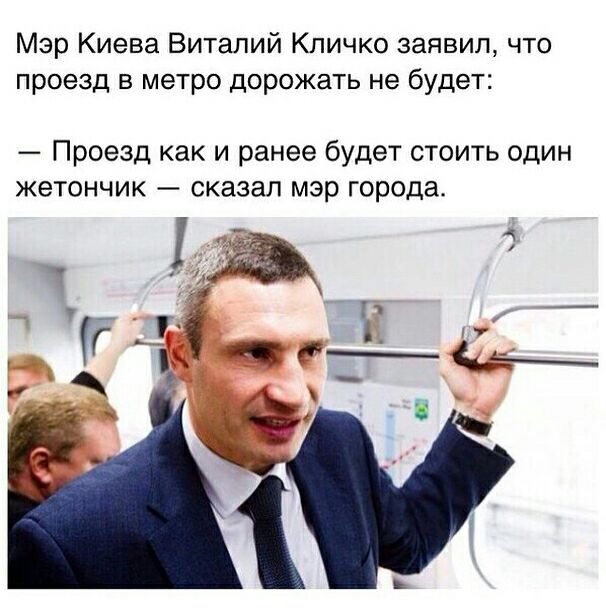 Мэр Киева Виталий Кличко заявил, что
проезд в метро дорожать не будет:
— Проезд как и ранее будет стоить один
жетончик — сказал мэр города.